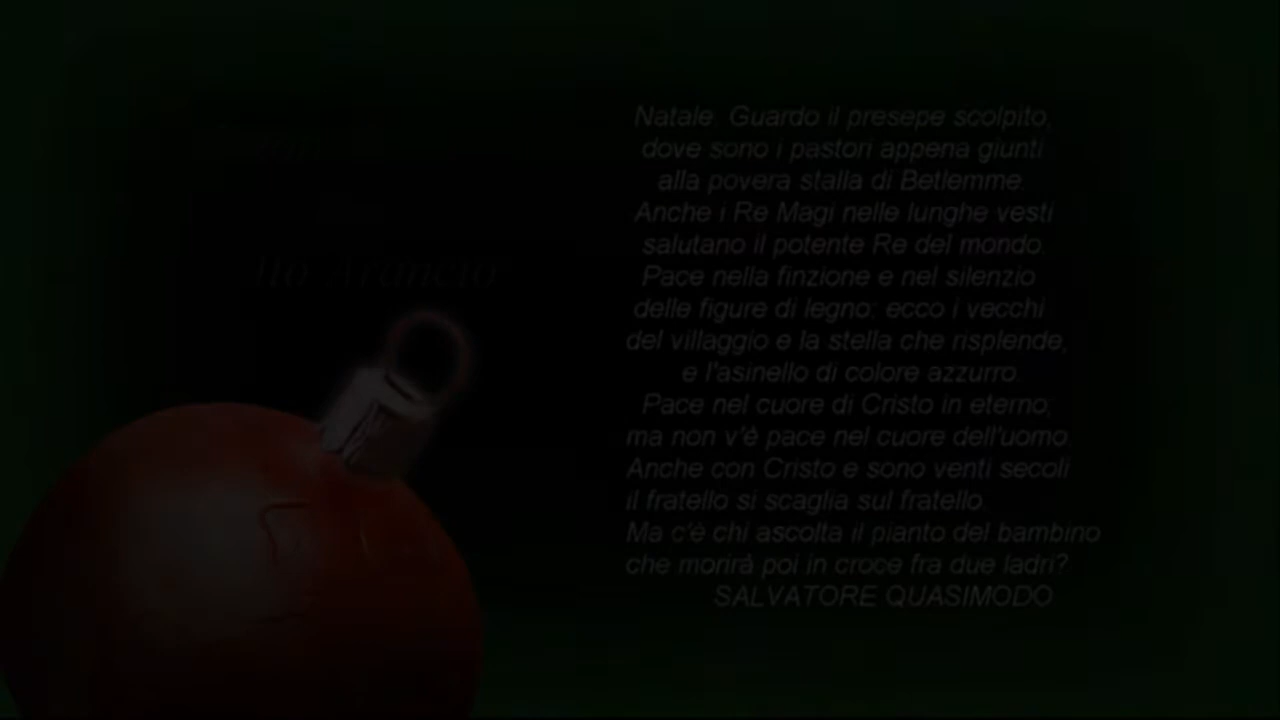 Natale. Guardo il presepe scolpito,
dove sono i pastori appena giunti
alla povera stalla di Betlemme.
Anche i Re Magi nelle lunghe vesti
salutano il potente Re del mondo.
Pace nella finzione e nel silenzio
delle figure di legno: ecco i vecchi
del villaggio e la stella che risplende,
e l'asinello di colore azzurro.
Pace nel cuore di Cristo in eterno;
ma non v'è pace nel cuore dell'uomo.
Anche con Cristo e sono venti secoli
il fratello si scaglia sul fratello.
Ma c'è chi ascolta il pianto del bambino
che morirà poi in croce fra due ladri?
SALVATORE QUASIMODO